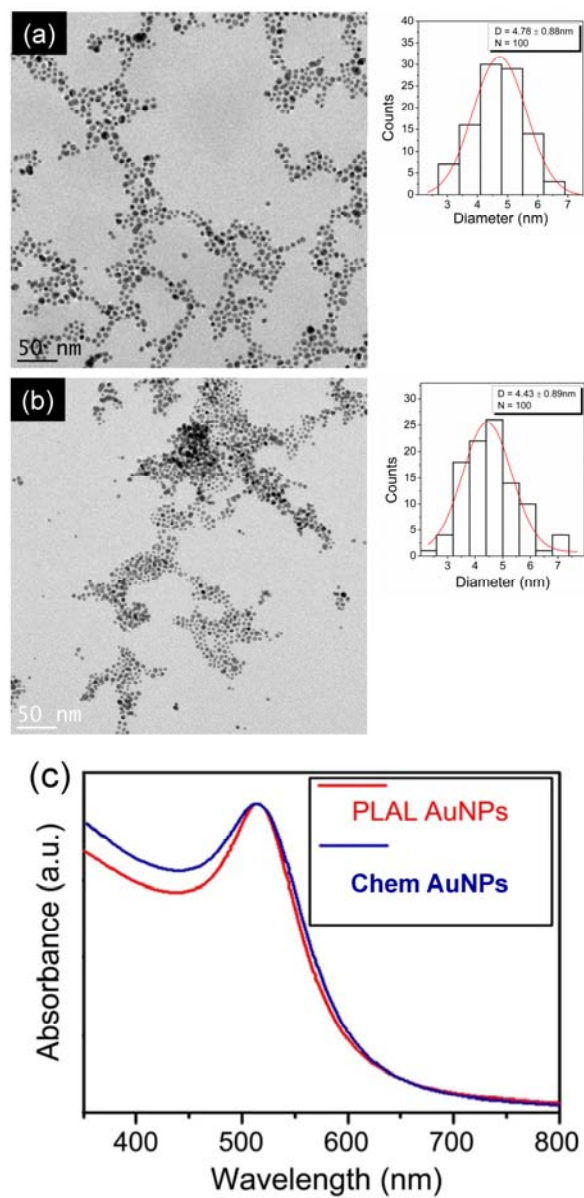 (a)
50 nm
D = 4.78 ± 0.88nm
N = 100
Counts
40
35
30
25
20
15
10
5
0
3 4 5 6 7
Diameter (nm)
(b)
50 nm
D = 4.43 ± 0.89nm
N = 100
Counts
30
25
20
15
10
5
0
3 4 5 6 7
Diameter (nm)
(c)
PLAL AuNPs
Chem AuNPs
Absorbance (a.u.)
400 500 600 700 800
Wavelength (nm)